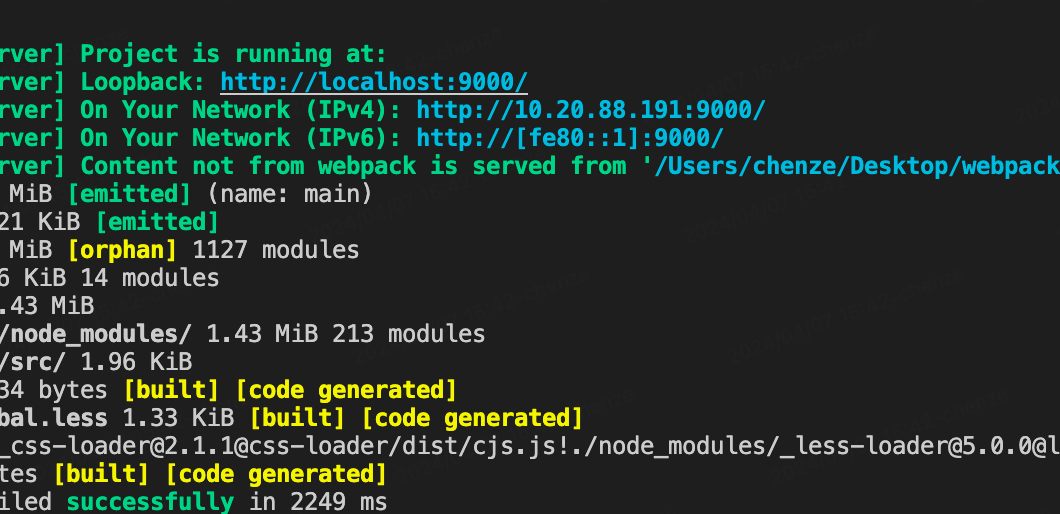 rver] Project is running at:
rver] Loopback: http://localhost:9000/
rver] On Your Network (IPv4): http://10.20.88.191:9000/
rver] On Your Network (IPv6): http://[fe80::1]:9000/
rver] Content not from webpack is served from '/Users/chenze/Desktop/webpack
MiB [emitted] (name: main)
21 KiB [emitted]
MiB [orphan] 1127 modules
6 KiB 14 modules
.43 MiB
/node_modules/ 1.43 MiB 213 modules
/src/ 1.96 KiB
34 bytes [built] [code generated]
bal.less 1.33 KiB [built] [code generated]
_css-loader@2.1.1@css-loader/dist/cjs.js!./node_modules/_less-loader@5.0.0@l
tes [built] [code generated]
iled successfully in 2249 ms